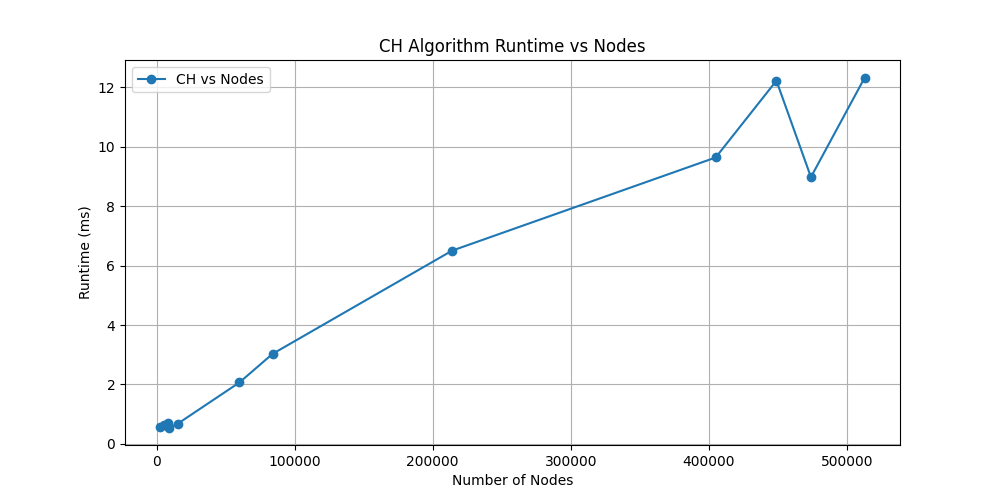 CH Algorithm Runtime vs Nodes
CH vs Nodes
12
10
8
6
4
2
0
Runtime (ms)
0 100000 200000 300000 400000 500000
Number of Nodes